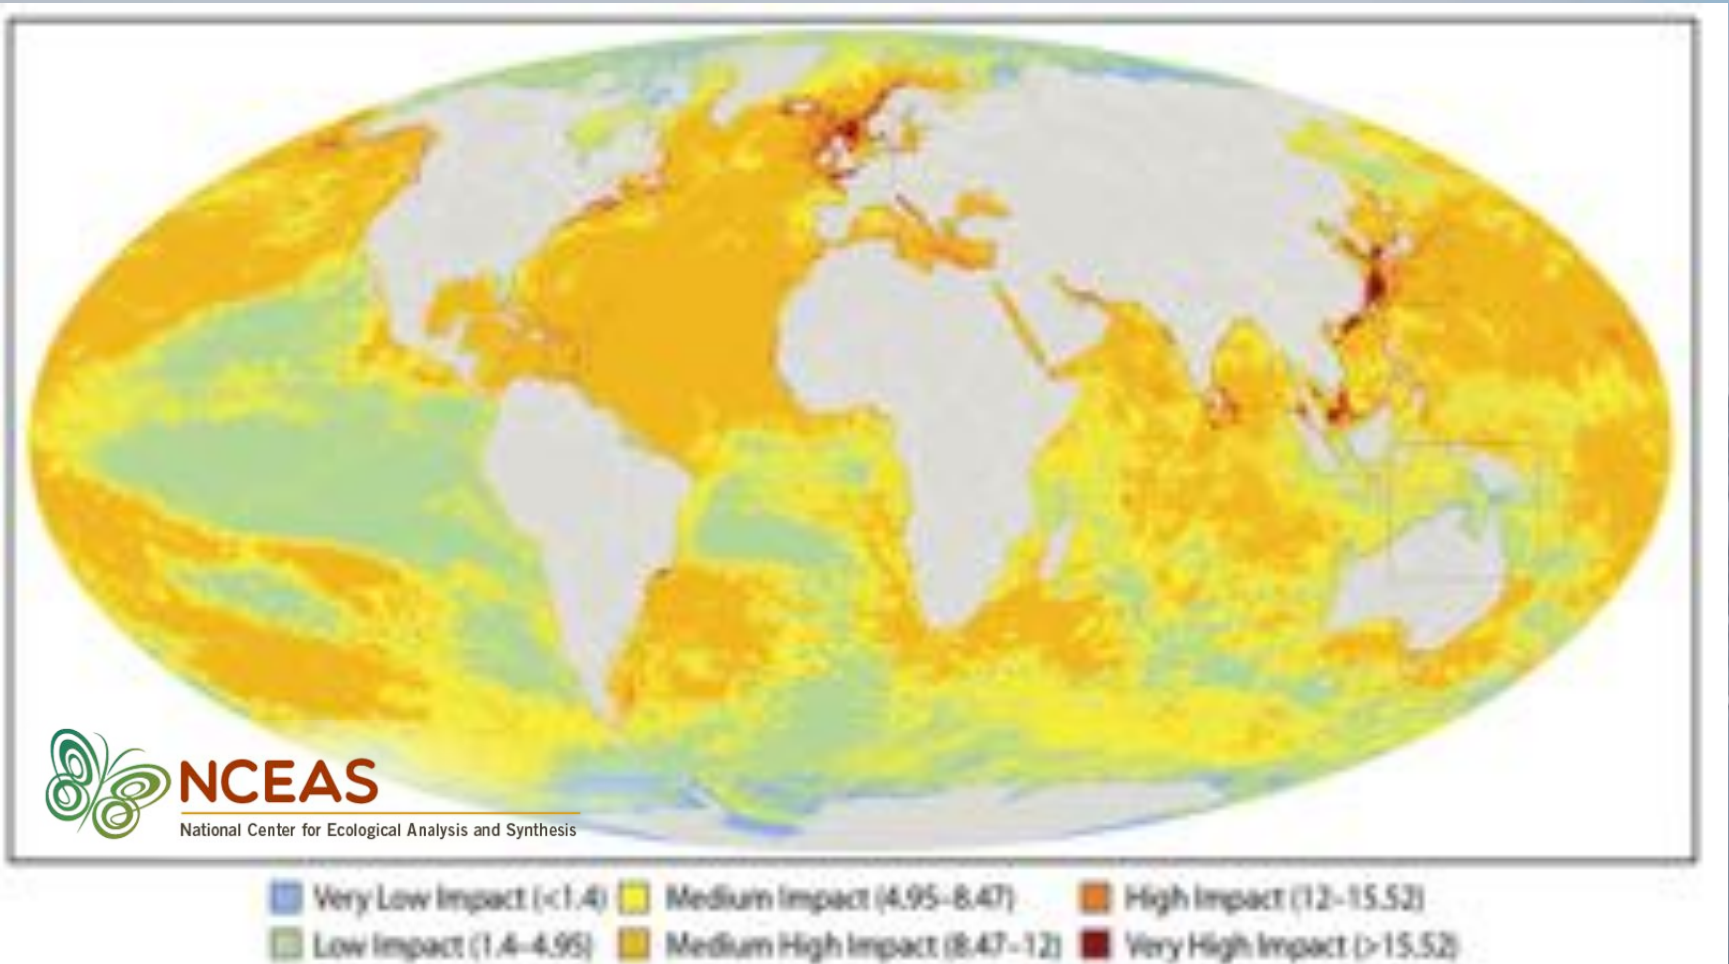 NCEAS
National Center for Ecological Analysis and Synthesis
Very Low Impact (<1.4)
Medium Impact (4.95–8.47)
High Impact (12–15.52)
Low Impact (1.4–4.95)
Medium High Impact (8.47–12)
Very High Impact (>15.52)